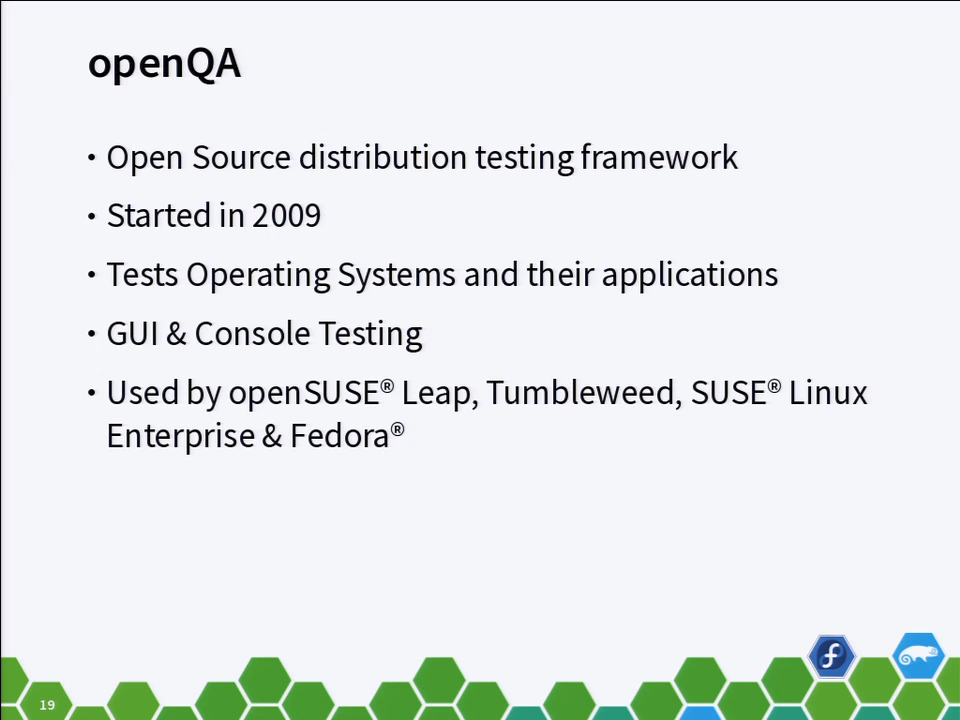 openQA
• Open Source distribution testing framework
• Started in 2009
• Tests Operating Systems and their applications
• GUI & Console Testing
• Used by openSUSE® Leap, Tumbleweed, SUSE® Linux
Enterprise & Fedora®
19